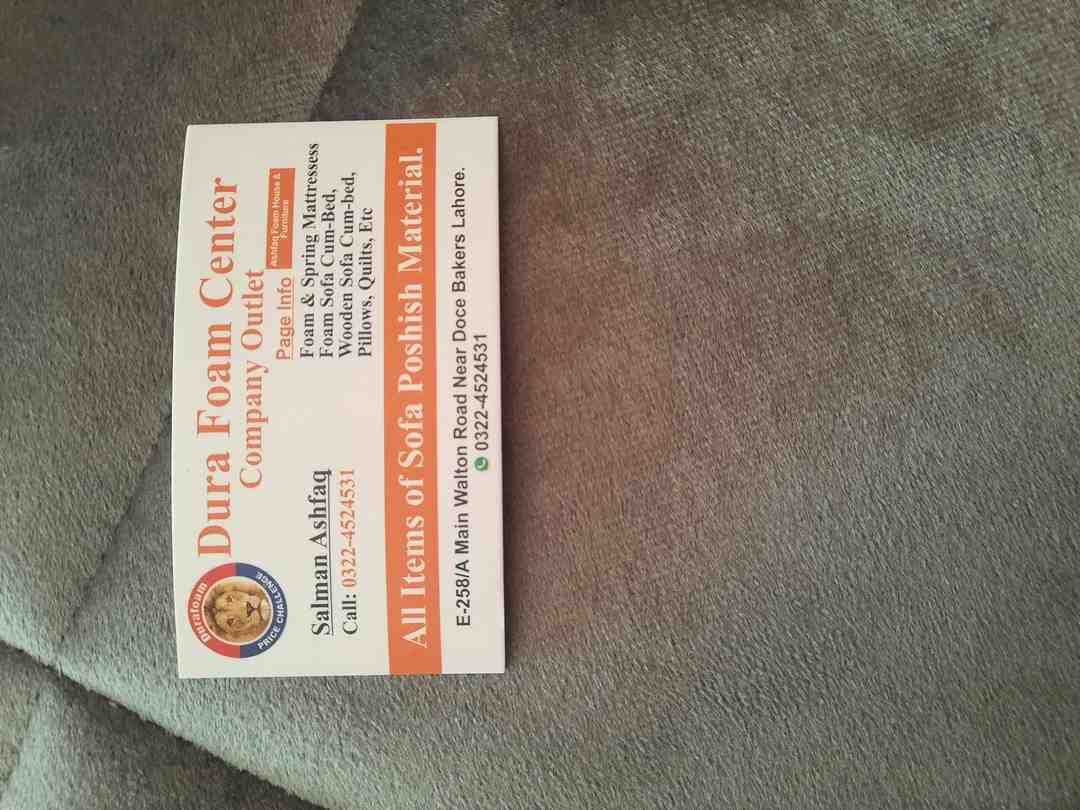 Durafoam
PRICE CHALLENGE
Dura Foam Center
Company Outlet
Page Info
Ashfaq Foam House &
Furniture
Salman Ashfaq
Call: 0322-4524531
Foam & Spring Mattressess
Foam Sofa Cum-Bed,
Wooden Sofa Cum-bed,
Pillows, Quilts, Etc
All Items of Sofa Poshish Material.
E-258/A Main Walton Road Near Doce Bakers Lahore.
0322-4524531